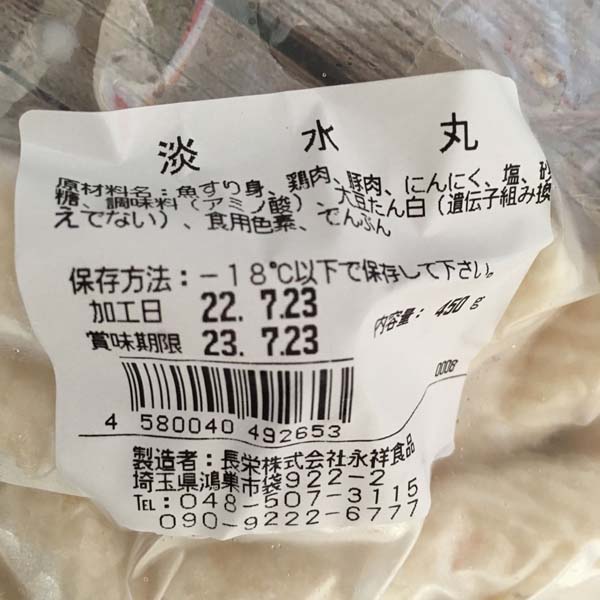 淡水丸
原材料名：魚すり身、鶏肉、豚肉、にんにく、塩、砂
糖、調味料（アミノ酸）、大豆たん白（遺伝子組み換
えでない）、食用色素、でんぷん
保存方法：－18℃以下で保存して下さい。
加工日 22. 7.23
内容量： 450 g
賞味期限 23. 7.23
000B
4 580040 492653
製造者：長栄株式会社永祥食品
埼玉県鴻巣市袋922-2
TEL：048-507-3115
090-9222-6777